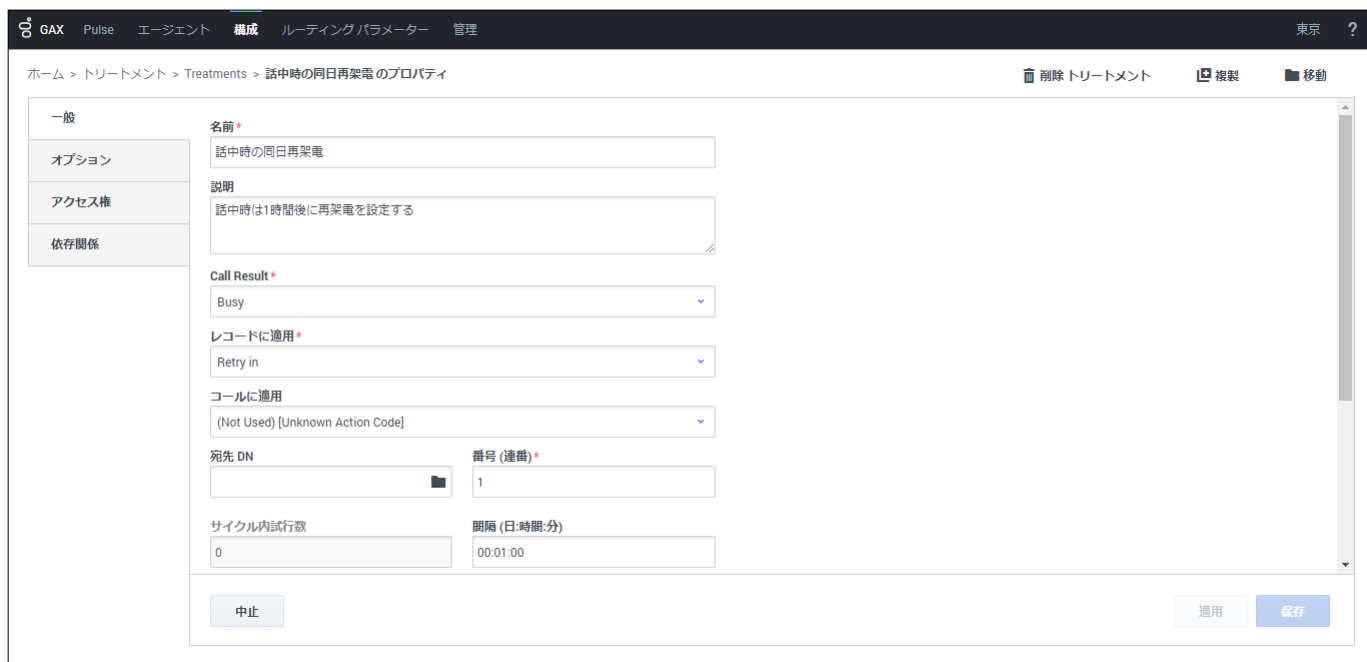 GAX Pulse エージェント 構成 ルーティング パラメーター 管理 東京 ?
ホーム > トリートメント > Treatments > 話中時の同日再架電 のプロパティ 削除 トリートメント 複製 移動
一般
オプション
アクセス権
依存関係
名前*
話中時の同日再架電
説明
話中時は1時間後に再架電を設定する
Call Result*
Busy
レコードに適用*
Retry in
コールに適用
(Not Used) [Unknown Action Code]
宛先 DN 番号 (連番)*
1
サイクル内試行数 間隔 (日:時間:分)
0 00:01:00
中止 適用 保存